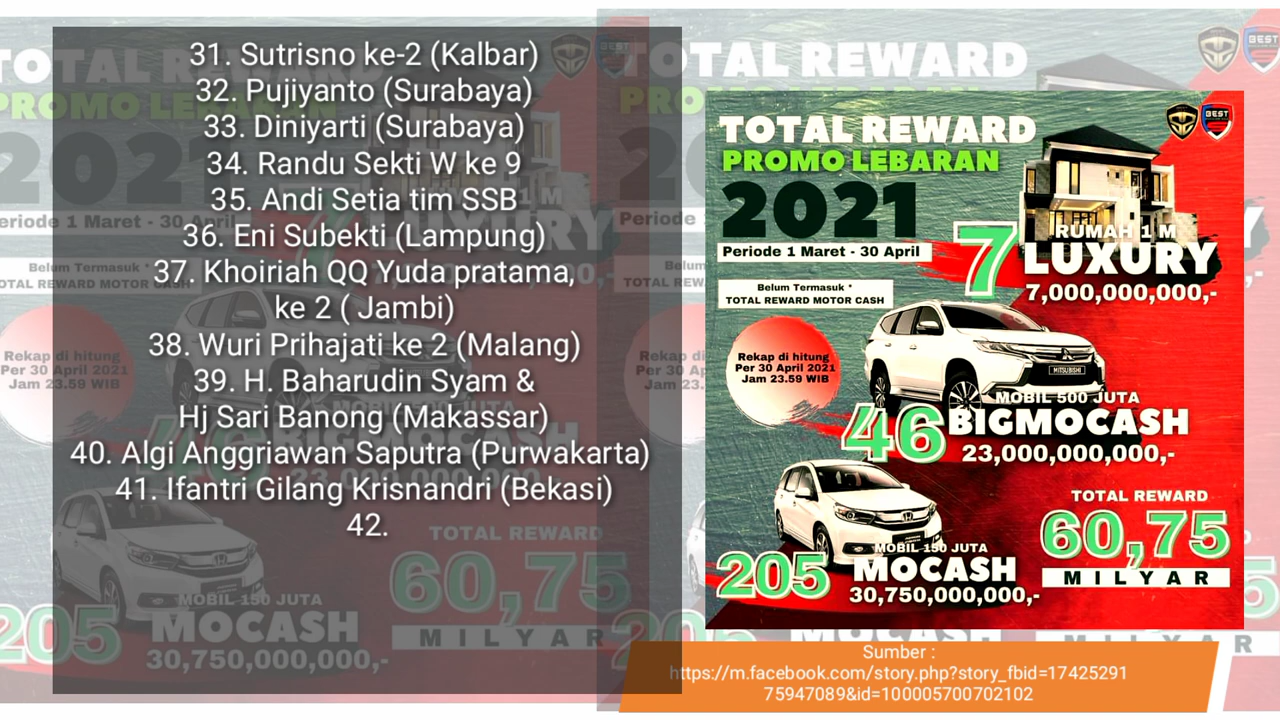 31. Sutrisno ke-2 (Kalbar)
32. Pujiyanto (Surabaya)
33. Diniyarti (Surabaya)
34. Randu Sekti W ke 9
35. Andi Setia tim SSB
36. Eni Subekti (Lampung)
37. Khoiriah QQ Yuda pratama,
ke 2 ( Jambi)
38. Wuri Prihajati ke 2 (Malang)
39. H. Baharudin Syam &
Hj Sari Banong (Makassar)
40. Algi Anggriawan Saputra (Purwakarta)
41. Ifantri Gilang Krisnandri (Bekasi)
42.
TOTAL REWARD
PROMO LEBARAN
2021
Periode 1 Maret - 30 April
Belum Termasuk *
TOTAL REWARD MOTOR CASH
BEST
7
RUMAH 1 M
LUXURY
7,000,000,000,-
Rekap di hitung
Per 30 April 2021
Jam 23.59 WIB
MITSUBISHI
46
MOBIL 500 JUTA
BIGMOCASH
23,000,000,000,-
205
MOBIL 150 JUTA
MOCASH
30,750,000,000,-
TOTAL REWARD
60,75
MILYAR
Sumber :
https://m.facebook.com/story.php?story_fbid=17425291
75947089&id=100005700702102